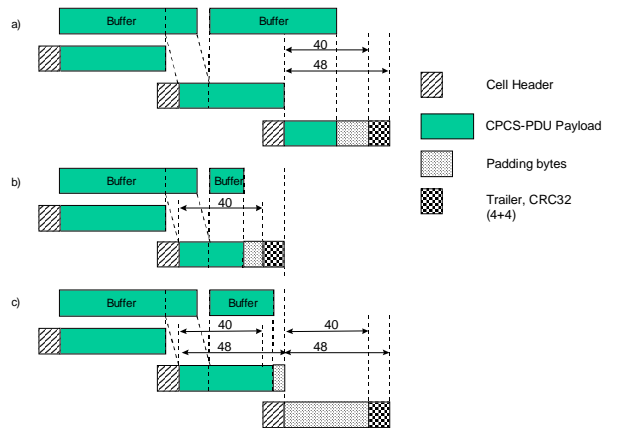 a)
Buffer
Buffer
40
48
Cell Header
CPCS-PDU Payload
Padding bytes
Trailer, CRC32
(4+4)
b)
Buffer
Buffer
40
c)
Buffer
Buffer
40
40
48
48